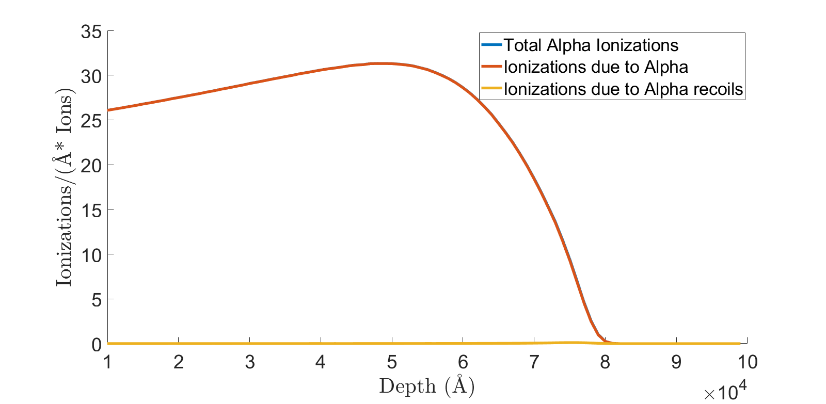 35
30
25
20
15
10
5
0
Ionizations/(Å* Ions)
Total Alpha Ionizations
Ionizations due to Alpha
Ionizations due to Alpha recoils
1 2 3 4 5 6 7 8 9 10
Depth (Å)
×10^4